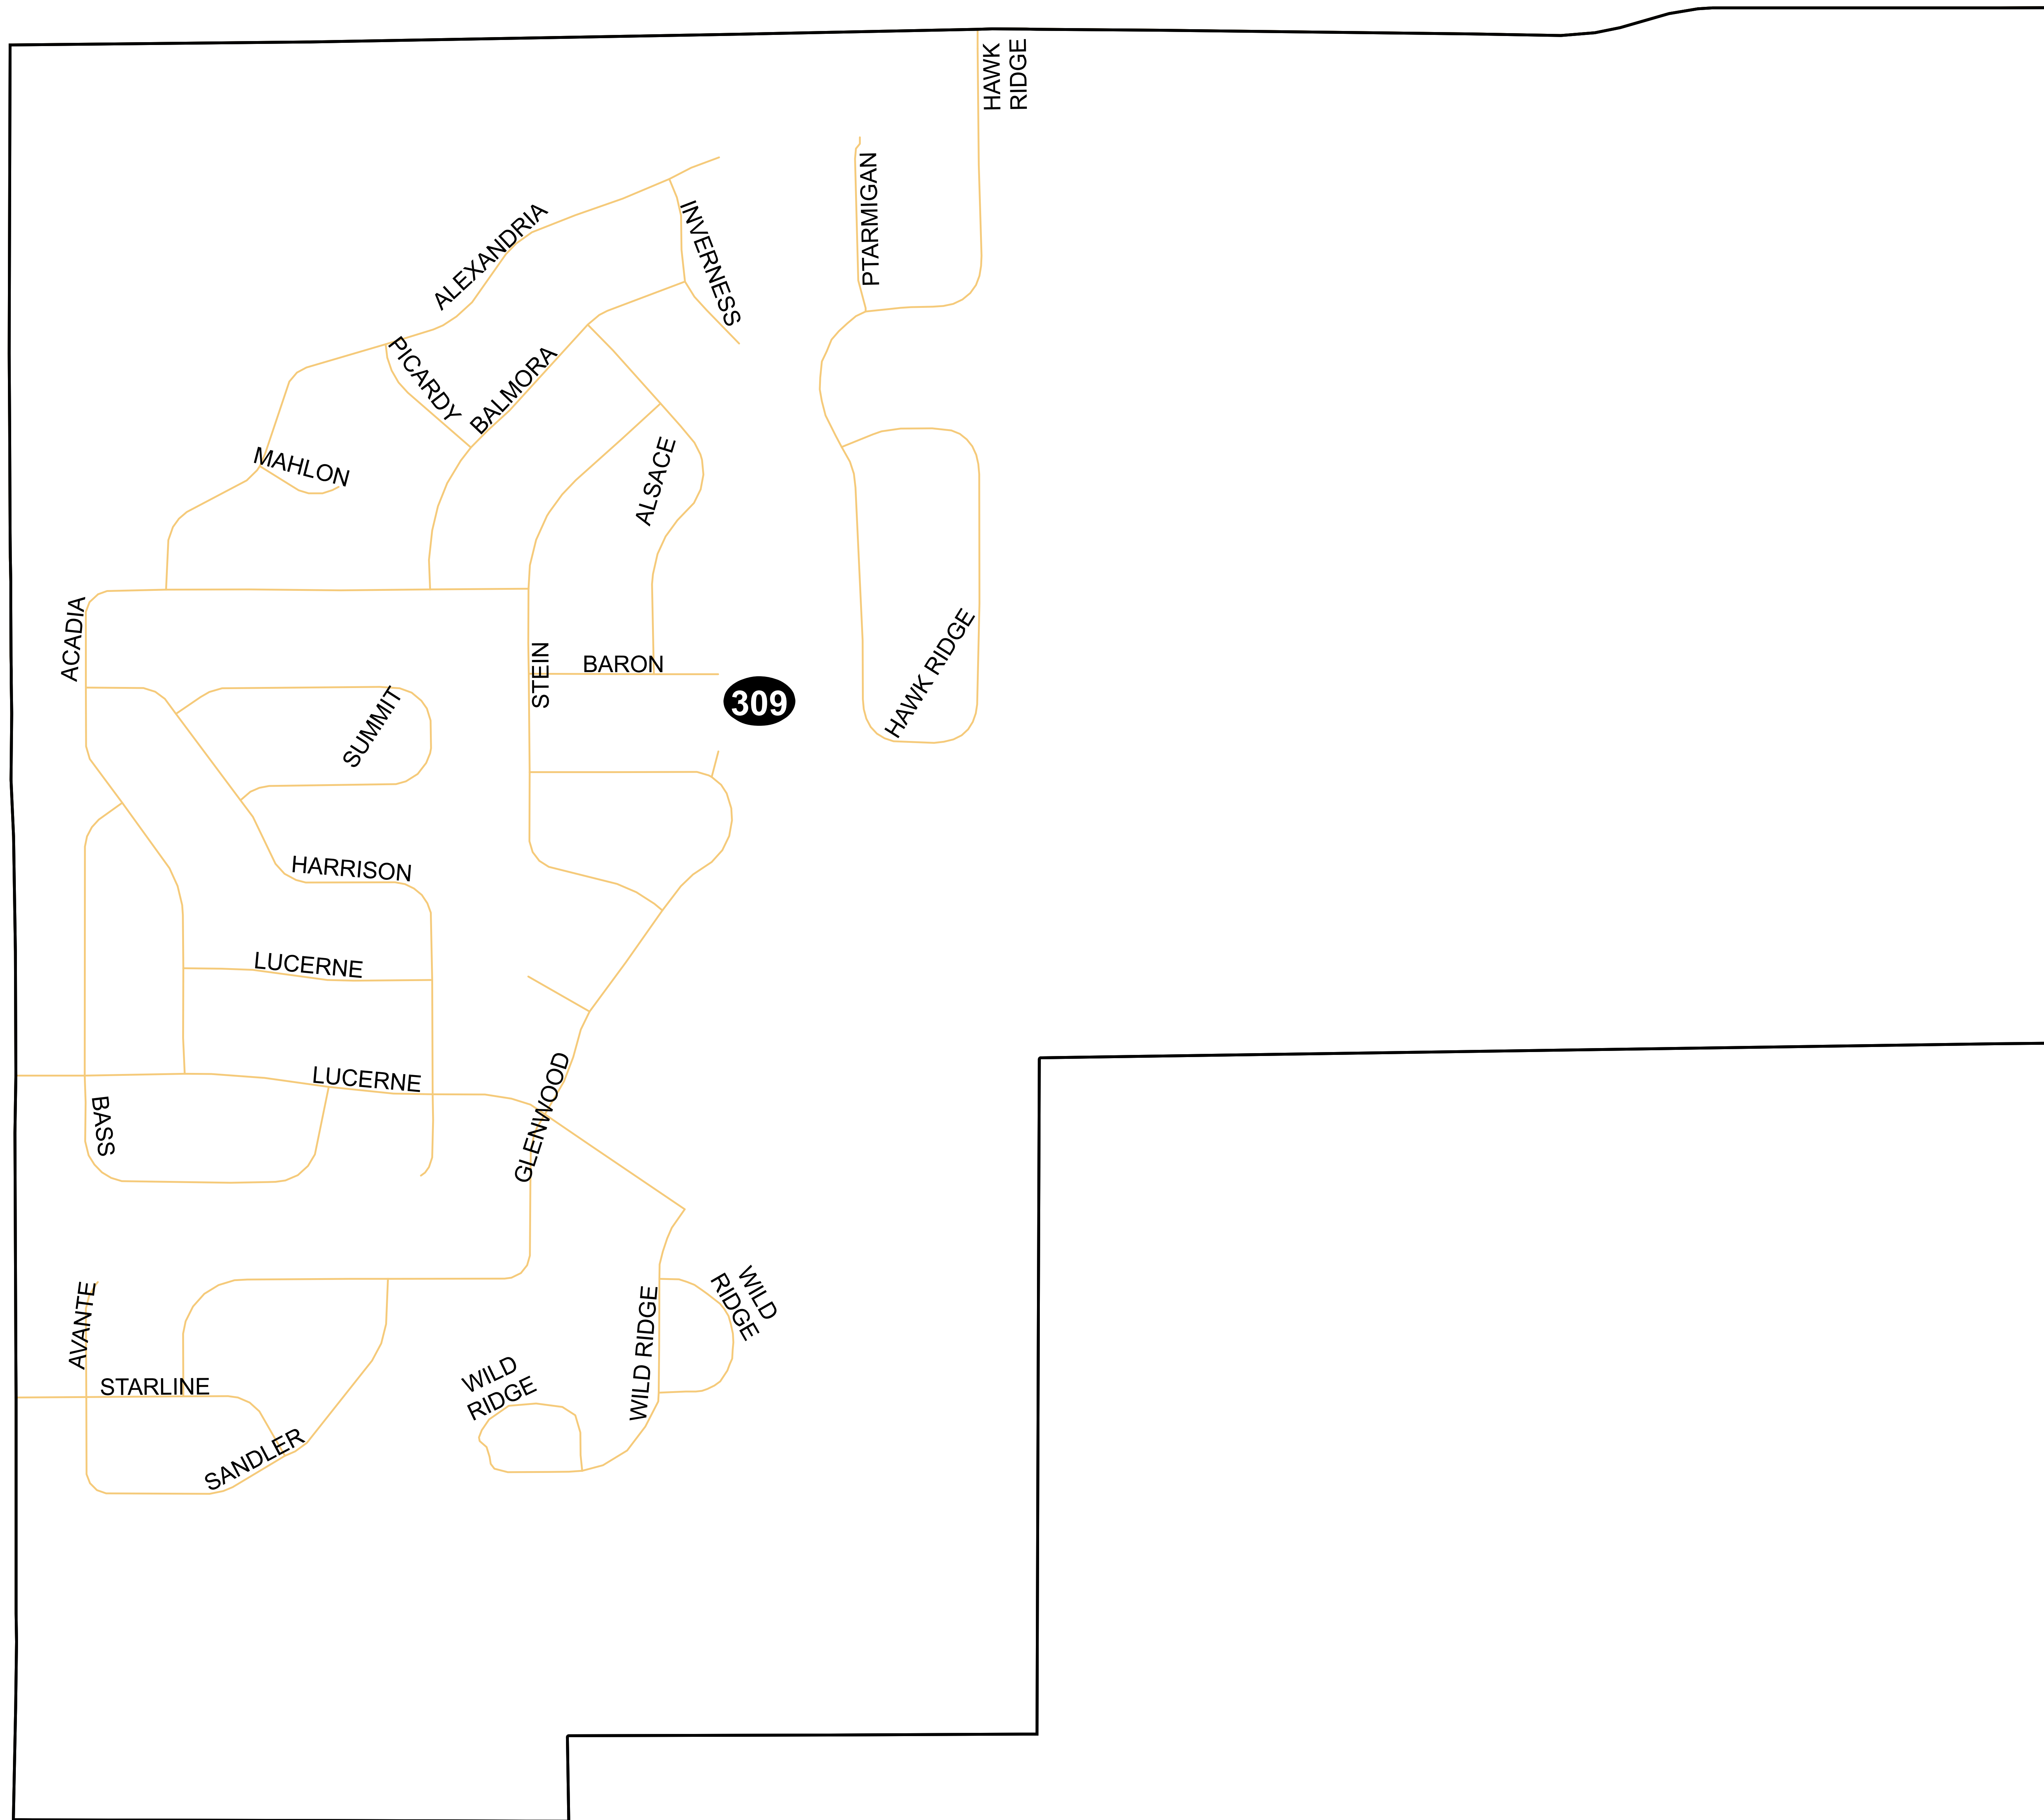 HAWK
RIDGE
PTARMIGAN
ALEXANDRIA
INVERNESS
PICARDY
BALMORA
MAHLON
ALSACE
ACADIA
STEIN
BARON
HAWK RIDGE
309
SUMMIT
HARRISON
LUCERNE
LUCERNE
BASS
GLENWOOD
AVANTE
WILD
RIDGE
WILD RIDGE
WILD
RIDGE
STARLINE
SANDLER